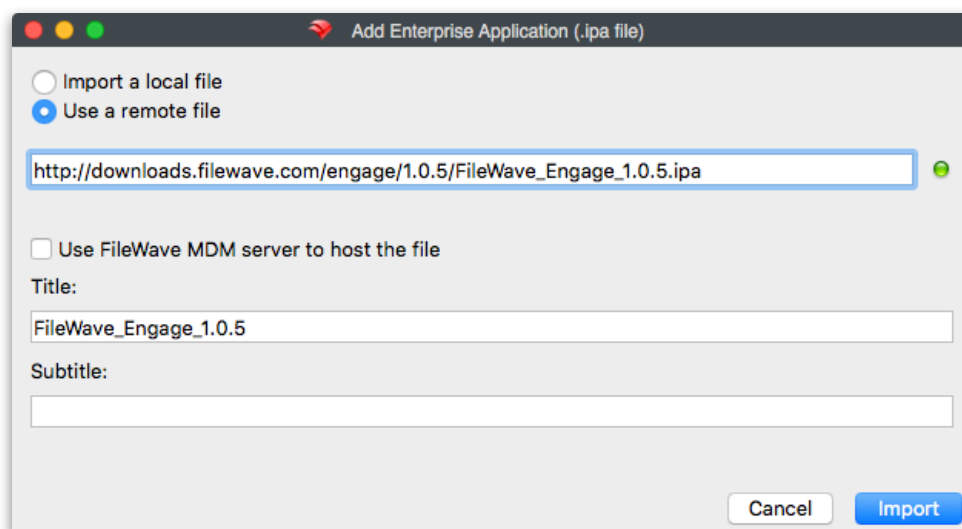 Add Enterprise Application (.ipa file)
Import a local file
Use a remote file
http://downloads.filewave.com/engage/1.0.5/FileWave_Engage_1.0.5.ipa
Use FileWave MDM server to host the file
Title:
FileWave_Engage_1.0.5
Subtitle:
Cancel Import